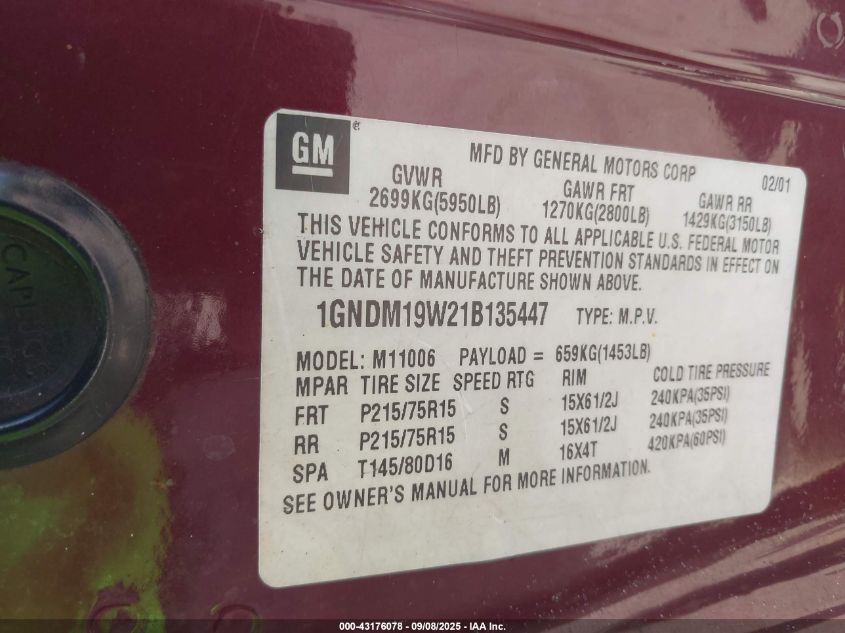 GM
MFD BY GENERAL MOTORS CORP 02/01
GVWR GAWR FRT GAWR RR
2699KG(5950LB) 1270KG(2800LB) 1429KG(3150LB)
THIS VEHICLE CONFORMS TO ALL APPLICABLE U.S. FEDERAL MOTOR
VEHICLE SAFETY AND THEFT PREVENTION STANDARDS IN EFFECT ON
THE DATE OF MANUFACTURE SHOWN ABOVE.
1GNDM19W21B135447 TYPE: M.P.V.
MODEL: M11006 PAYLOAD = 659KG(1453LB)
MPAR TIRE SIZE SPEED RTG RIM COLD TIRE PRESSURE
FRT P215/75R15 S 15X61/2J 240KPA(35PSI)
RR P215/75R15 S 15X61/2J 240KPA(35PSI)
SPA T145/80D16 M 16X4T 420KPA(60PSI)
SEE OWNER'S MANUAL FOR MORE INFORMATION.
000-43176078 - 09/08/2025 - IAA Inc.